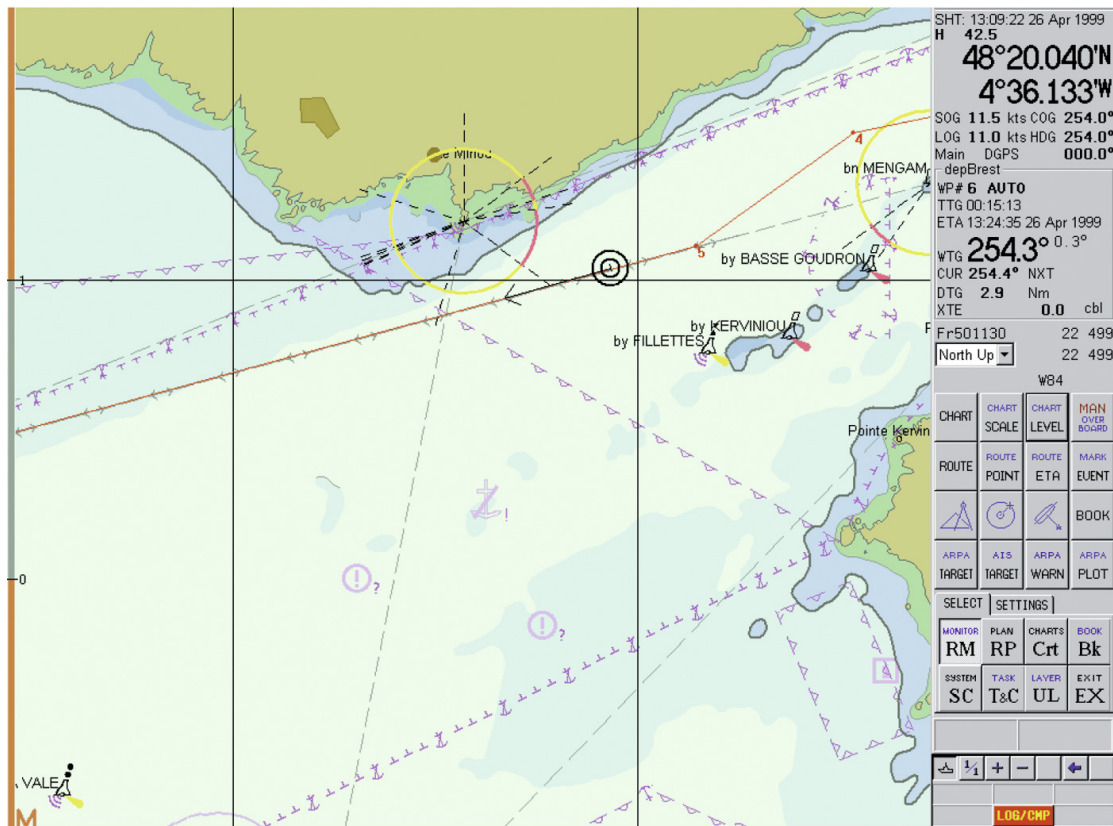 SHT: 13:09:22 26 Apr 1999
H 42.5
48°20.040'N
4°36.133'W
SOG 11.5 kts COG 254.0°
LOG 11.0 kts HDG 254.0°
Main DGPS 000.0°
depBrest
WP# 6 AUTO
TTG 00:15:13
ETA 13:24:35 26 Apr 1999
WTG 254.3° 0.3°
CUR 254.4° NXT
DTG 2.9 Nm
XTE 0.0 cbl
Fr501130 22 499
North Up 22 499
W84
CHART
CHART SCALE
CHART LEVEL
MAN OVER BOARD
ROUTE
ROUTE POINT
ROUTE ETA
MARK EVENT
BOOK
ARPA TARGET
AIS TARGET
ARPA WARN
ARPA PLOT
SELECT
SETTINGS
MONITOR RM
PLAN RP
CHARTS Crt
BOOK Bk
SYSTEM SC
TASK T&C
LAYER UL
EXIT EX
1/1 + −
LOG/CMP
4
bn MENGAM
5
by BASSE GOUDRON
1
by KERVINIOU
by FILLETTES
Pointe Kervin
!
0
!?
!?
VALE
M